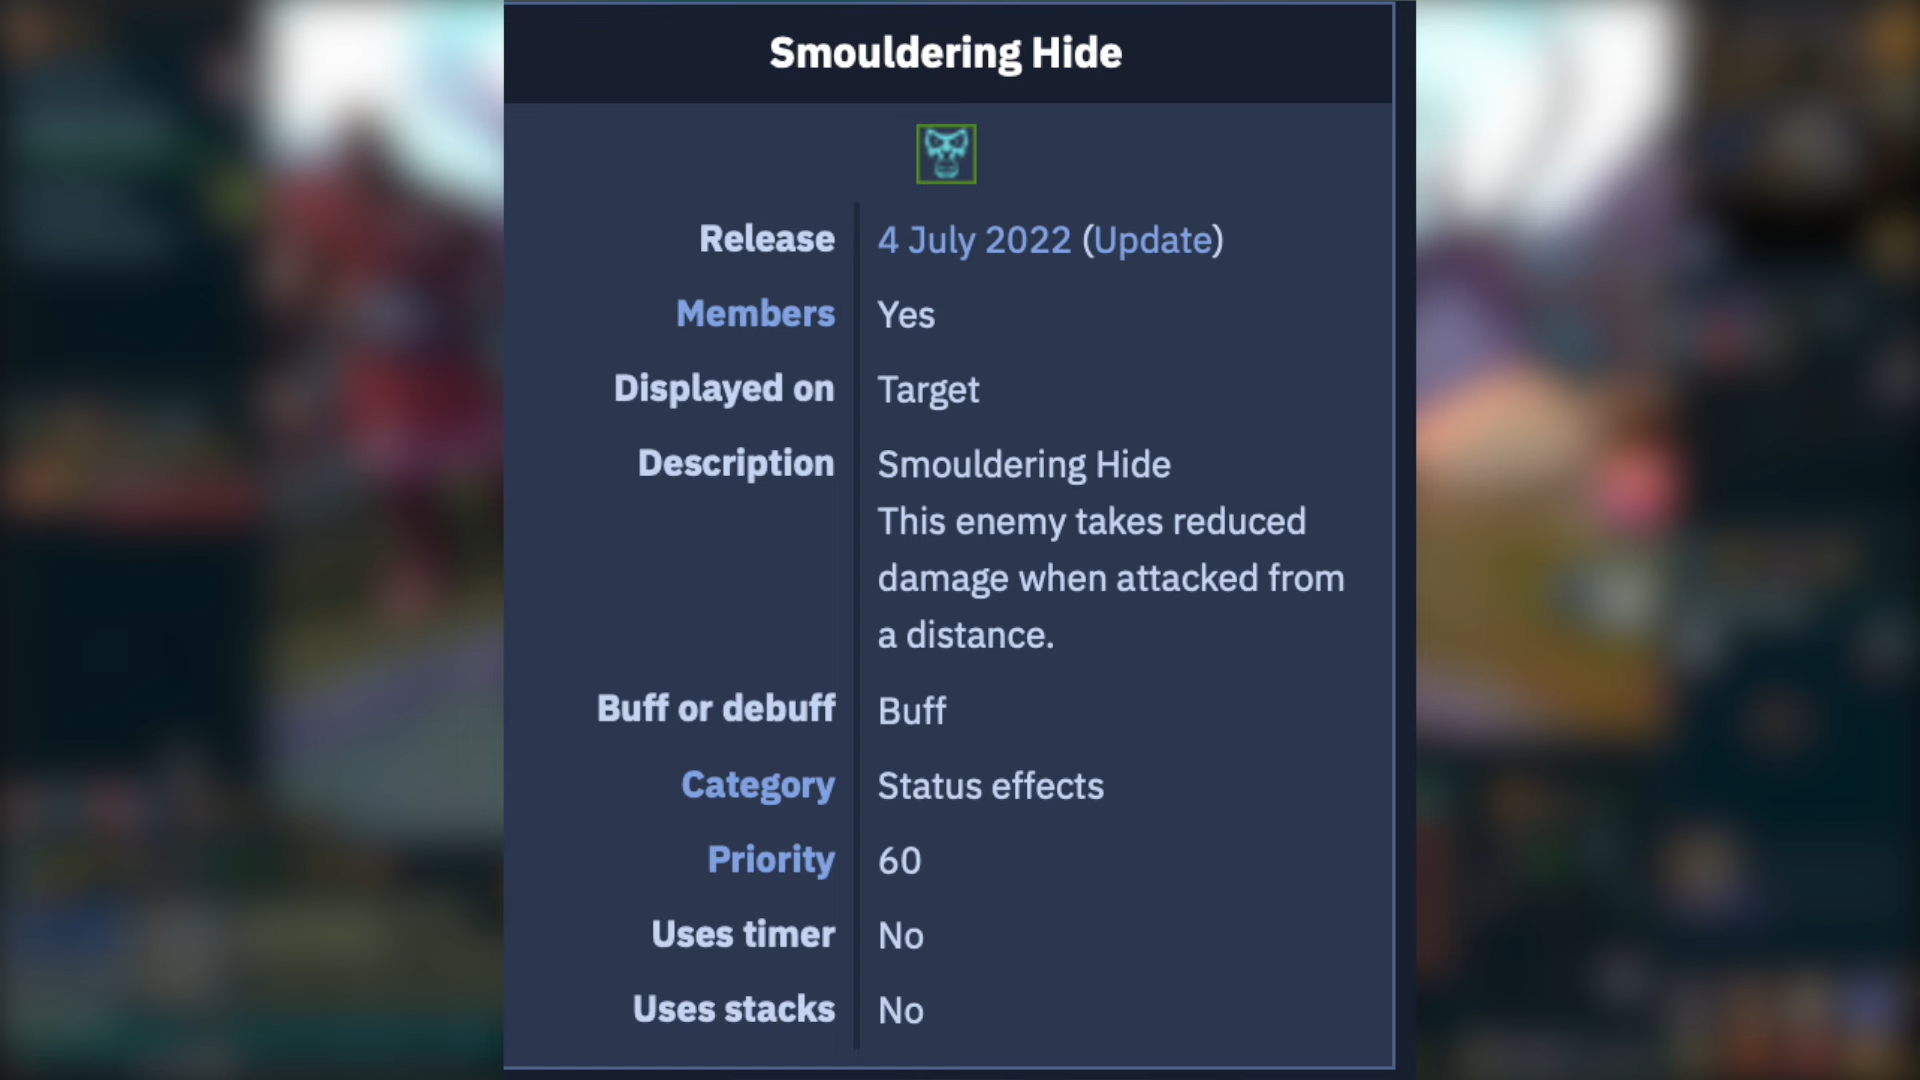 Smouldering Hide
Release 4 July 2022 (Update)
Members Yes
Displayed on Target
Description Smouldering Hide
This enemy takes reduced
damage when attacked from
a distance.
Buff or debuff Buff
Category Status effects
Priority 60
Uses timer No
Uses stacks No